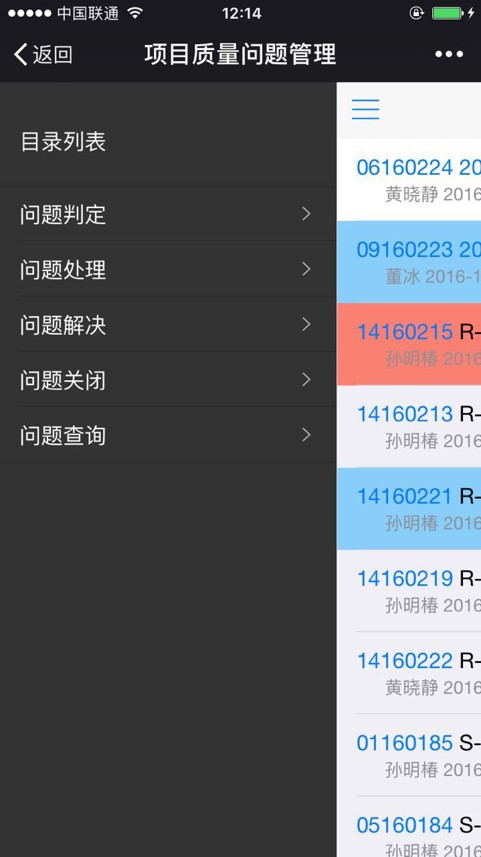 中国联通 12:14
返回 项目质量问题管理
目录列表
问题判定
问题处理
问题解决
问题关闭
问题查询
06160224 20
黄晓静 2016
09160223 20
董冰 2016-1
14160215 R-
孙明椿 2016
14160213 R-
孙明椿 2016
14160221 R-
孙明椿 2016
14160219 R-
孙明椿 2016
14160222 R-
黄晓静 2016
01160185 S-
孙明椿 2016
05160184 S-
孙明椿 2016